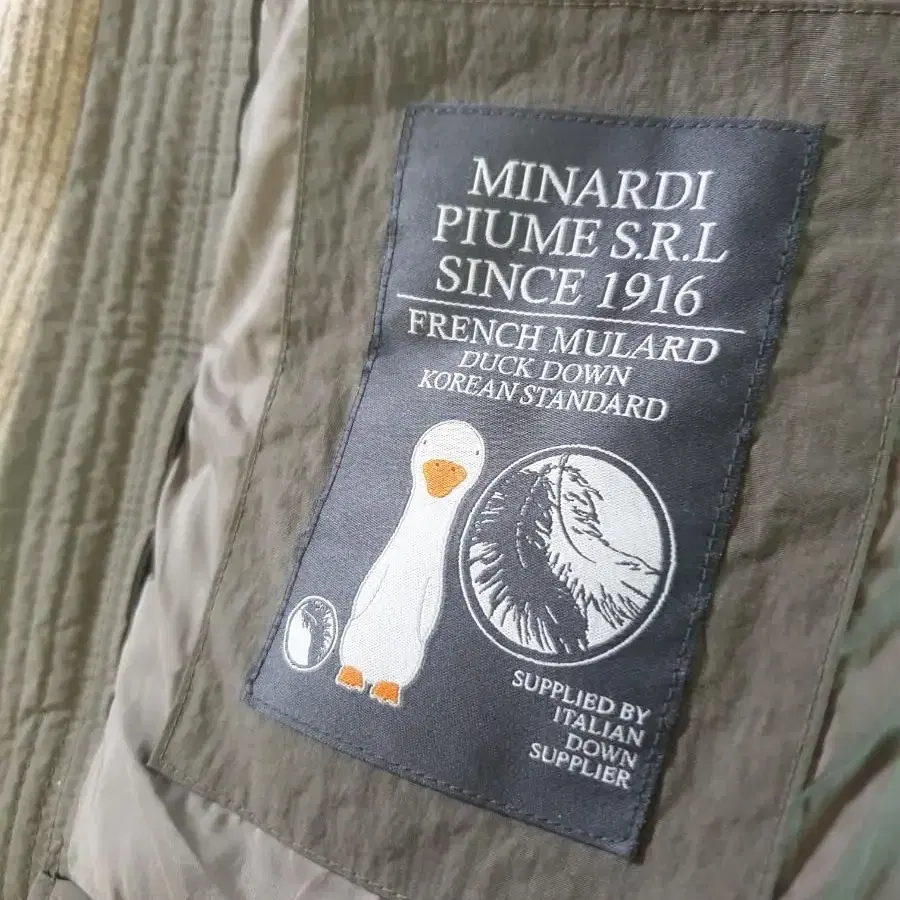 MINARDI
PIUME S.R.L
SINCE 1916
FRENCH MULARD
DUCK DOWN
KOREAN STANDARD
SUPPLIED BY
ITALIAN
DOWN
SUPPLIER